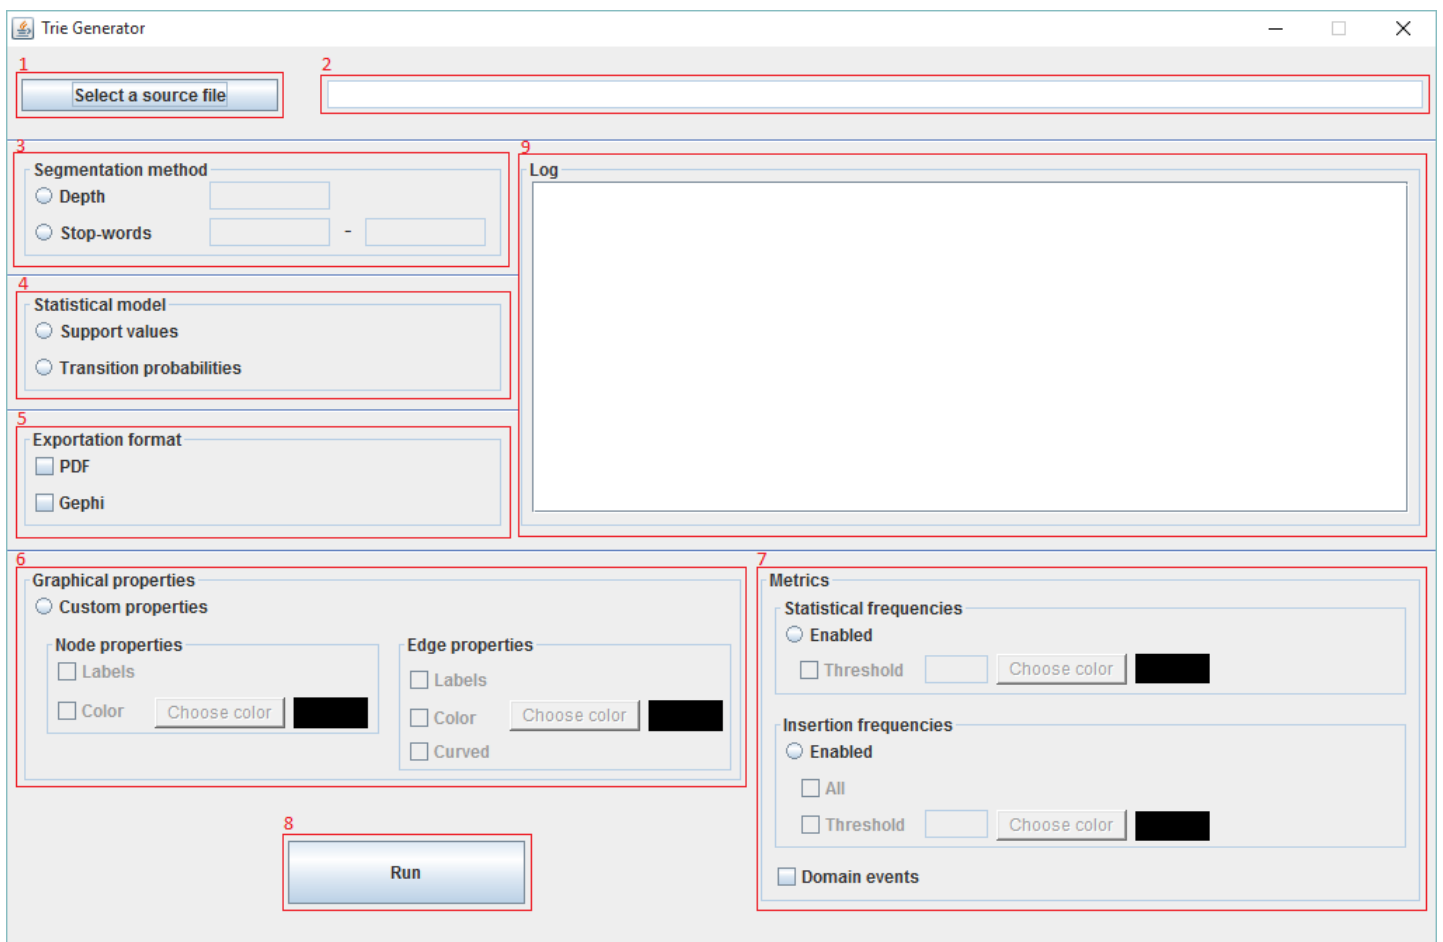 Trie Generator
1
2
Select a source file
3
Segmentation method
Depth
Stop-words -
9
Log
4
Statistical model
Support values
Transition probabilities
5
Exportation format
PDF
Gephi
6
Graphical properties
Custom properties
Node properties
Labels
Color Choose color
Edge properties
Labels
Color Choose color
Curved
7
Metrics
Statistical frequencies
Enabled
Threshold Choose color
Insertion frequencies
Enabled
All
Threshold Choose color
Domain events
8
Run